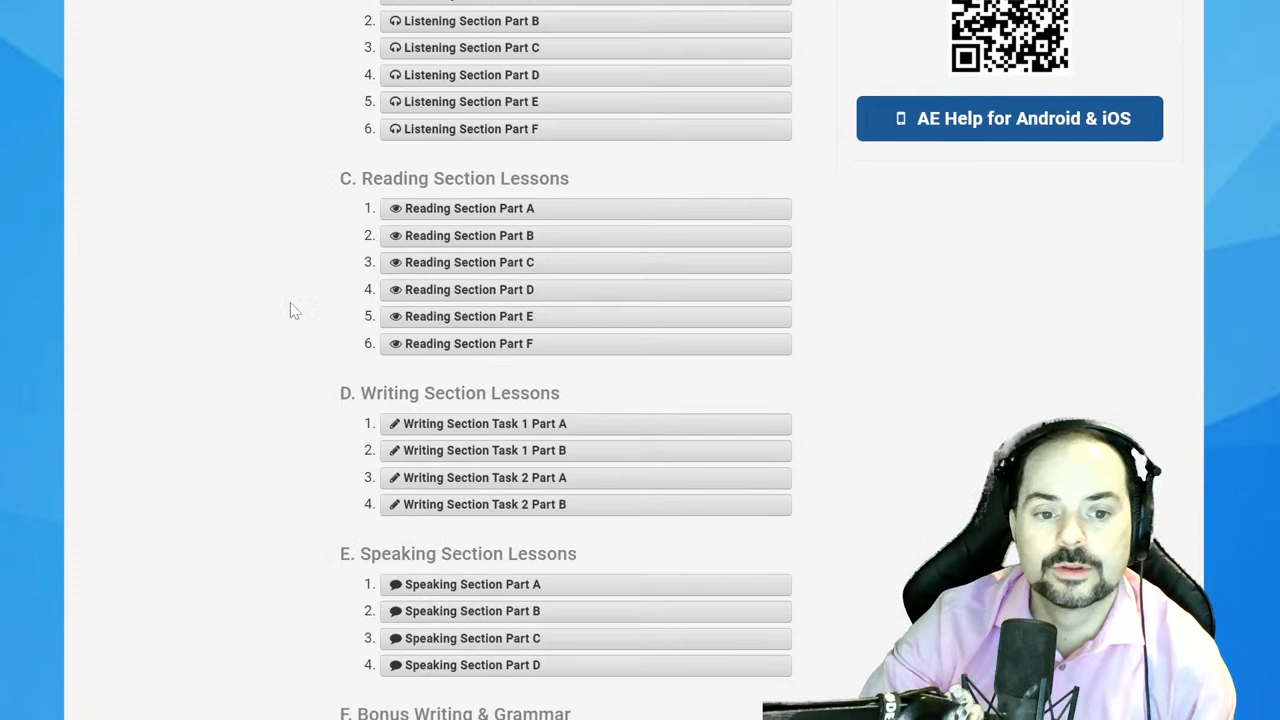 2. Listening Section Part B
3. Listening Section Part C
4. Listening Section Part D
5. Listening Section Part E
6. Listening Section Part F
C. Reading Section Lessons
1. Reading Section Part A
2. Reading Section Part B
3. Reading Section Part C
4. Reading Section Part D
5. Reading Section Part E
6. Reading Section Part F
D. Writing Section Lessons
1. Writing Section Task 1 Part A
2. Writing Section Task 1 Part B
3. Writing Section Task 2 Part A
4. Writing Section Task 2 Part B
E. Speaking Section Lessons
1. Speaking Section Part A
2. Speaking Section Part B
3. Speaking Section Part C
4. Speaking Section Part D
F. Bonus Writing & Grammar
AE Help for Android & iOS